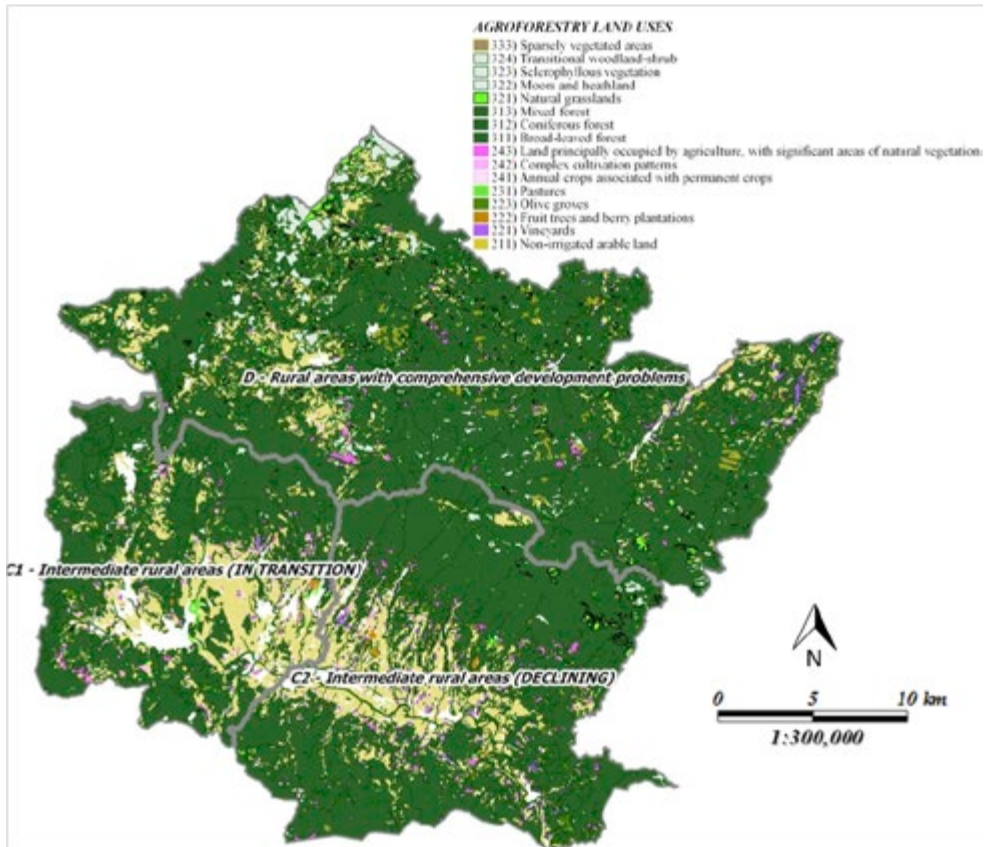 AGROFORESTRY LAND USES
333) Sparsely vegetated areas
324) Transitional woodland-shrub
323) Sclerophyllous vegetation
322) Moors and heathland
321) Natural grasslands
313) Mixed forest
312) Coniferous forest
311) Broad-leaved forest
243) Land principally occupied by agriculture, with significant areas of natural vegetation
242) Complex cultivation patterns
241) Annual crops associated with permanent crops
231) Pastures
223) Olive groves
222) Fruit trees and berry plantations
221) Vineyards
211) Non-irrigated arable land
D - Rural areas with comprehensive development problems
C1 - Intermediate rural areas (IN TRANSITION)
C2 - Intermediate rural areas (DECLINING)
N
0 5 10 km
1:300,000